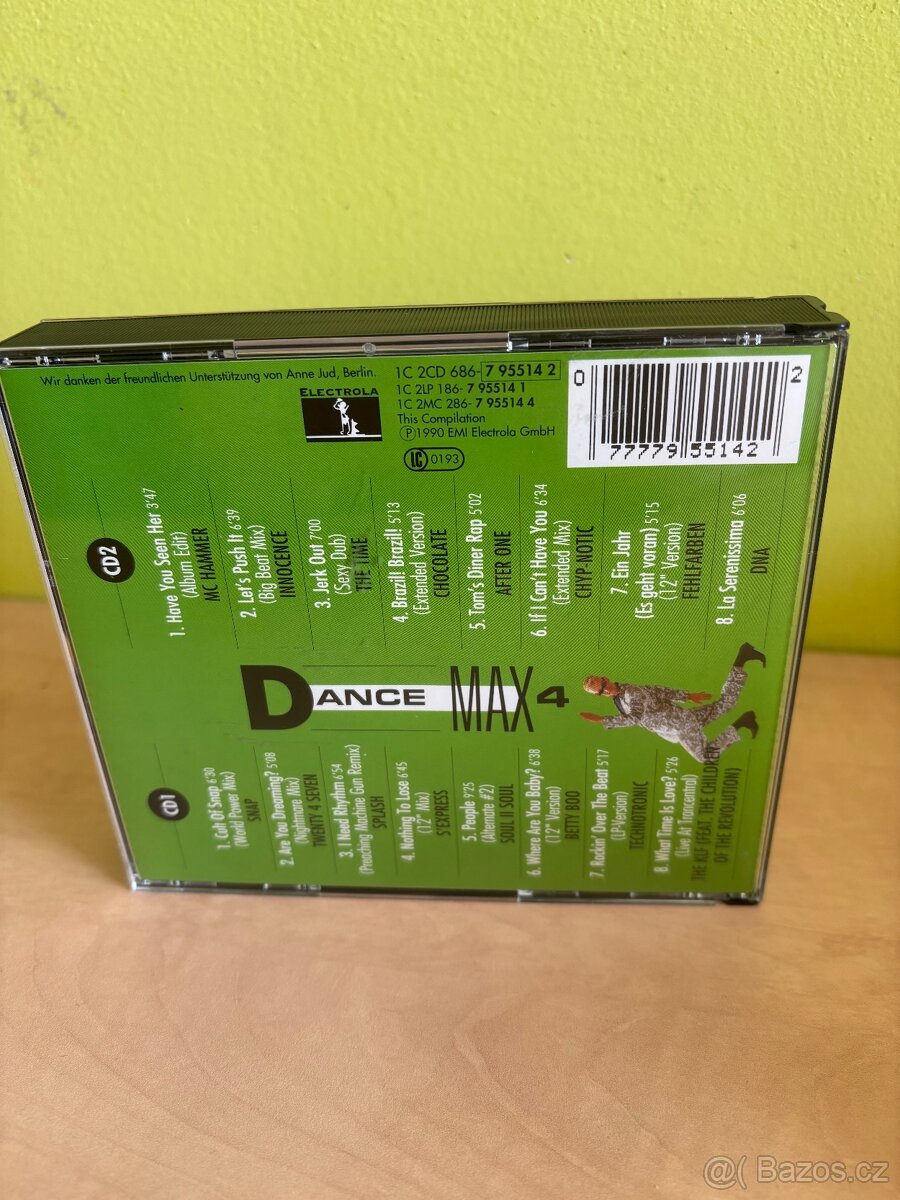 Wir danken der freundlichen Unterstützung von Anne Jud, Berlin.
ELECTROLA
1C 2CD 686- 7 95514 2
1C 2LP 186- 7 95514 1
1C 2MC 286- 7 95514 4
This Compilation
Ⓟ1990 EMI Electrola GmbH
LC 0193
0 77779 55142 2
CD2
1. Have You Seen Her 3'47
(Album Edit)
MC HAMMER
2. Let's Push It 6'39
(Big Beat Mix)
INNOCENCE
3. Jerk Out 7'00
(Sexy Dub)
THE TIME
4. Brazil! Brazil! 5'13
(Extended Version)
CHOCOLATE
5. Tom's Diner Rap 5'02
AFTER ONE
6. If I Can't Have You 6'34
(Extended Mix)
CHYP-NOTIC
7. Ein Jahr
(Es geht voran) 5'15
(12" Version)
FEHLFARBEN
8. La Serenissima 6'06
DNA
DANCE MAX 4
CD1
1. Cult Of Snap 6'30
(World Power Mix)
SNAP
2. Are You Dreaming? 5'08
(Nightmare Mix)
TWENTY 4 SEVEN
3. I Need Rhythm 6'54
(Preaching Machine Gun Remix)
SPLASH
4. Nothing To Lose 6'45
(12" Mix)
S'EXPRESS
5. People 9'25
(Alternate #2)
SOUL II SOUL
6. Where Are You Baby? 6'38
(12" Version)
BETTY BOO
7. Rockin' Over The Beat 5'17
(LP-Version)
TECHNOTRONIC
8. What Time Is Love? 5'26
(Live At Trancentral)
THE KLF (FEAT. THE CHILDREN
OF THE REVOLUTION)
@( Bazos.cz